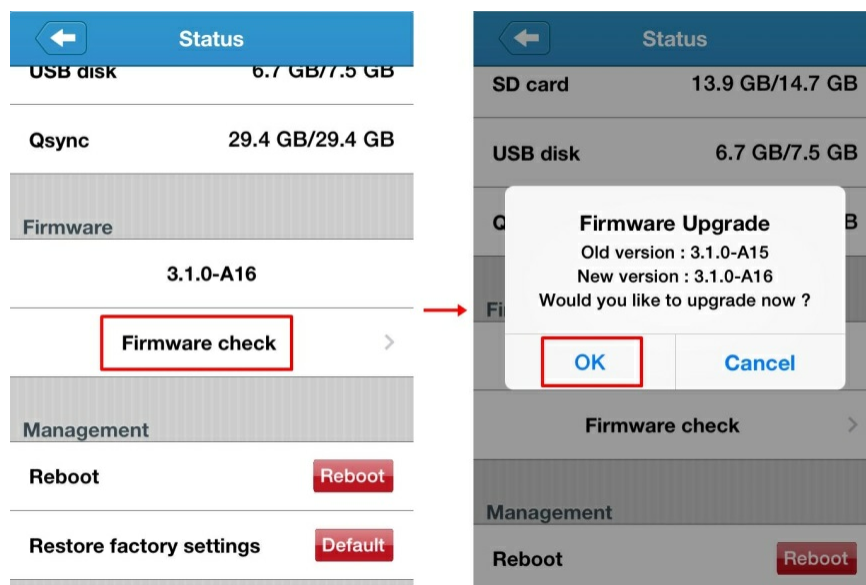 Status
USB disk 6.7 GB/7.5 GB
Qsync 29.4 GB/29.4 GB
Firmware
3.1.0-A16
Firmware check
Management
Reboot Reboot
Restore factory settings Default
Status
SD card 13.9 GB/14.7 GB
USB disk 6.7 GB/7.5 GB
Q B
Firmware Upgrade
Old version : 3.1.0-A15
New version : 3.1.0-A16
Would you like to upgrade now ?
Fi
OK Cancel
Firmware check
Management
Reboot Reboot